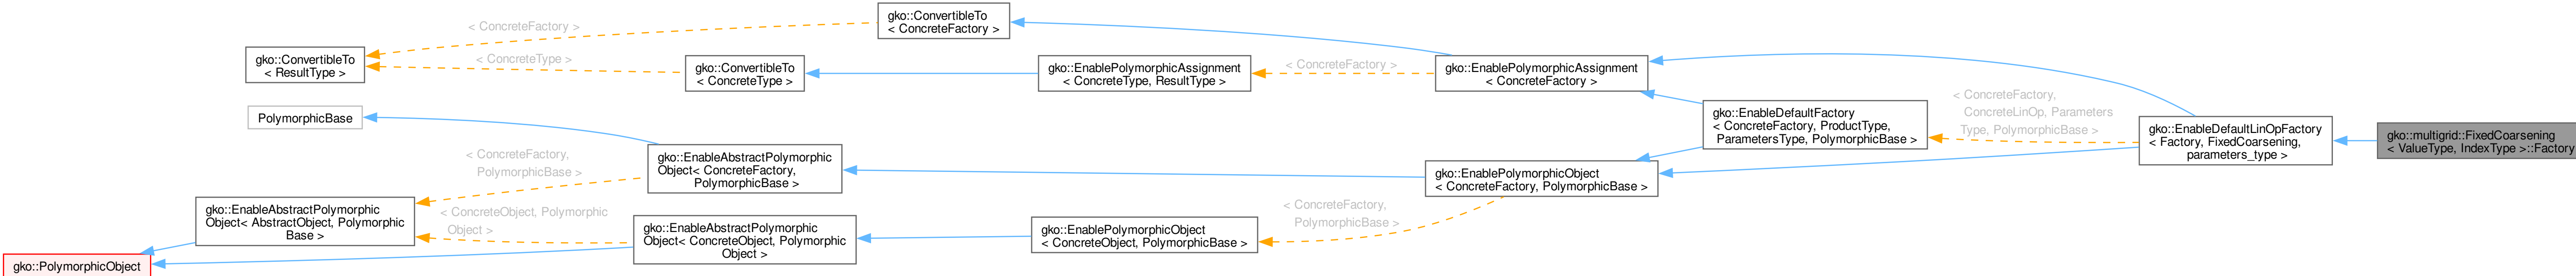 gko::ConvertibleTo
< ConcreteFactory >
< ConcreteFactory >
gko::ConvertibleTo
< ResultType >
< ConcreteType >
gko::ConvertibleTo
< ConcreteType >
gko::EnablePolymorphicAssignment
< ConcreteType, ResultType >
< ConcreteFactory >
gko::EnablePolymorphicAssignment
< ConcreteFactory >
PolymorphicBase
gko::EnableDefaultFactory
< ConcreteFactory, ProductType,
ParametersType, PolymorphicBase >
< ConcreteFactory,
ConcreteLinOp, Parameters
Type, PolymorphicBase >
gko::EnableDefaultLinOpFactory
< Factory, FixedCoarsening,
parameters_type >
gko::multigrid::FixedCoarsening
< ValueType, IndexType >::Factory
< ConcreteFactory,
PolymorphicBase >
gko::EnableAbstractPolymorphic
Object< ConcreteFactory,
PolymorphicBase >
gko::EnablePolymorphicObject
< ConcreteFactory, PolymorphicBase >
gko::EnableAbstractPolymorphic
Object< AbstractObject, Polymorphic
Base >
< ConcreteObject, Polymorphic
Object >
gko::EnableAbstractPolymorphic
Object< ConcreteObject, Polymorphic
Object >
gko::EnablePolymorphicObject
< ConcreteObject, PolymorphicBase >
< ConcreteFactory,
PolymorphicBase >
gko::PolymorphicObject